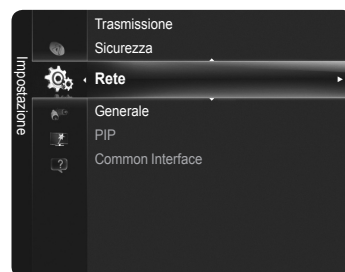 Impostazione
Trasmissione
Sicurezza
Rete
Generale
PIP
Common Interface